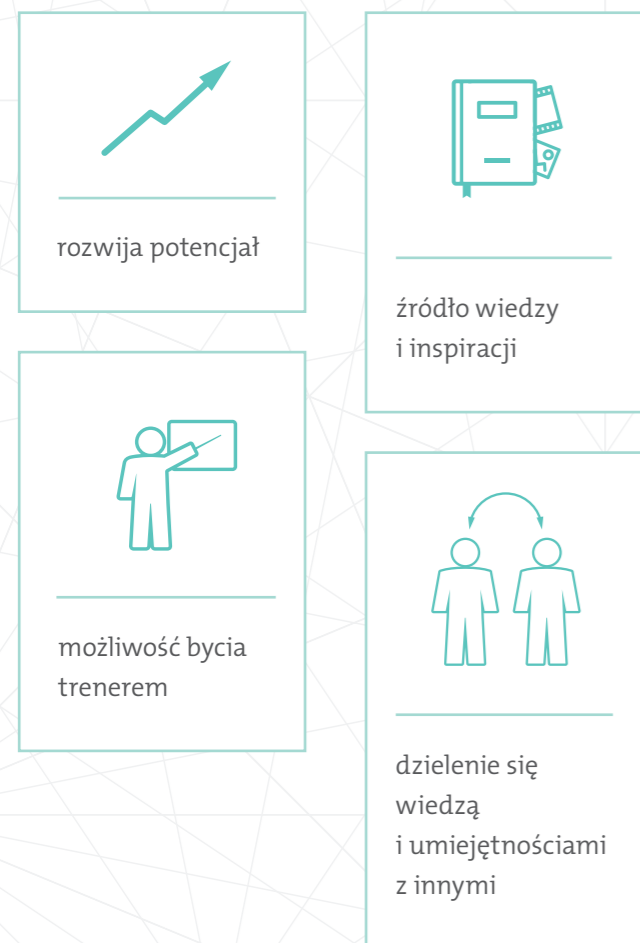 rozwija potencjał
źródło wiedzy
i inspiracji
możliwość bycia
trenerem
dzielenie się
wiedzą
i umiejętnościami
z innymi